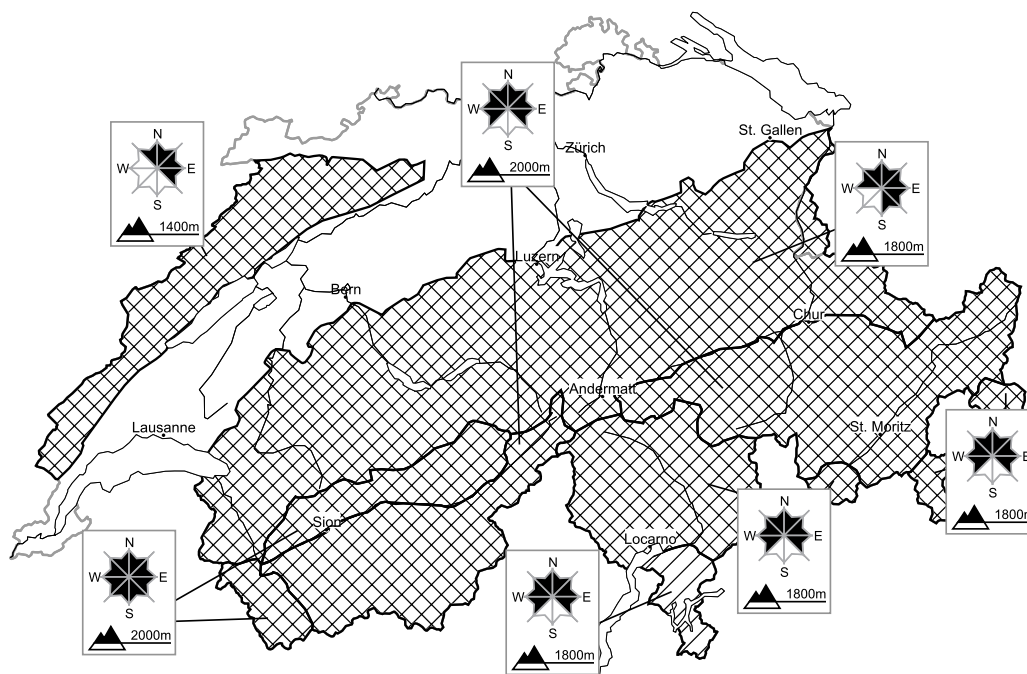 N
W E
S
2000m
St. Gallen
Zürich
N
W E
S
1400m
N
W E
S
1800m
Luzern
Bern
Chur
Andermatt
Lausanne
St. Moritz
N
W E
S
1800m
N
W E
S
1800m
Sion
Locarno
N
W E
S
2000m
N
W E
S
1800m